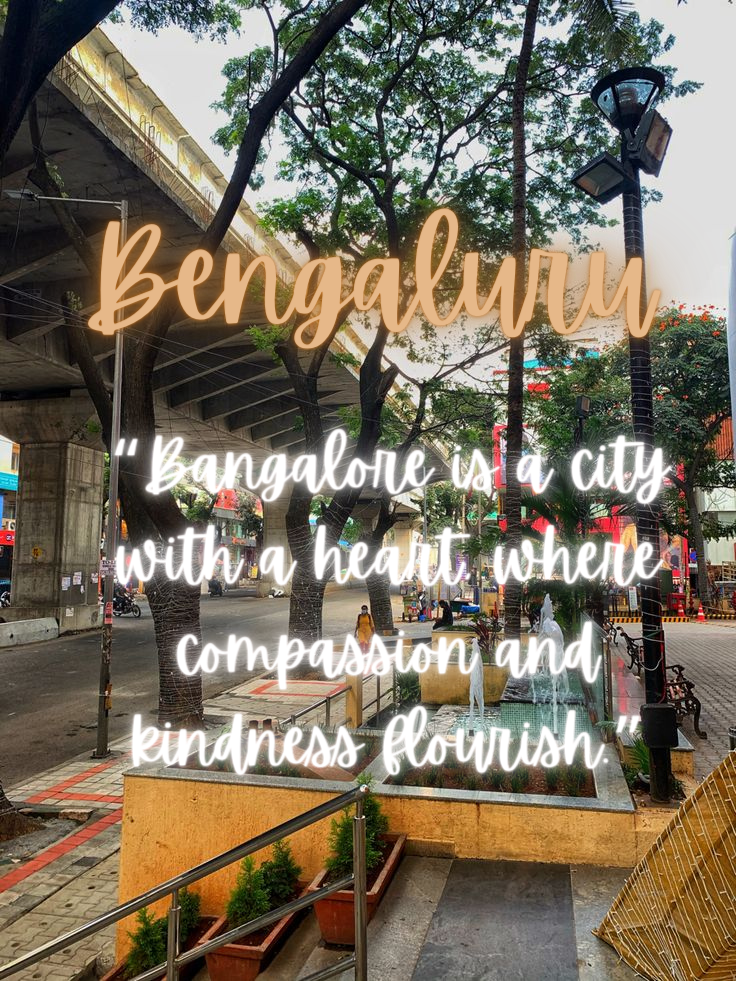 Bengaluru
“Bangalore is a city
with a heart, where
compassion and
kindness flourish.”